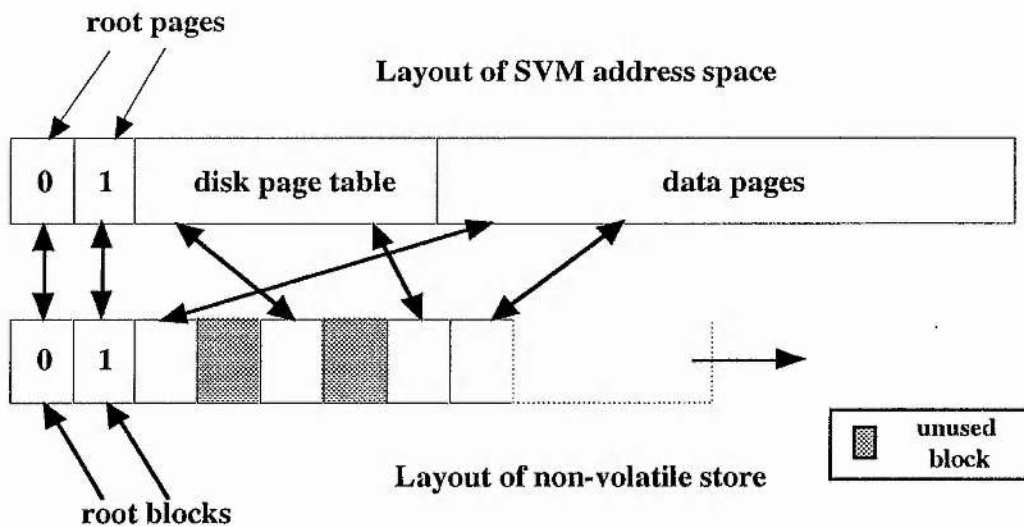 root pages
Layout of SVM address space
0 1 disk page table data pages
0 1
unused
block
Layout of non-volatile store
root blocks